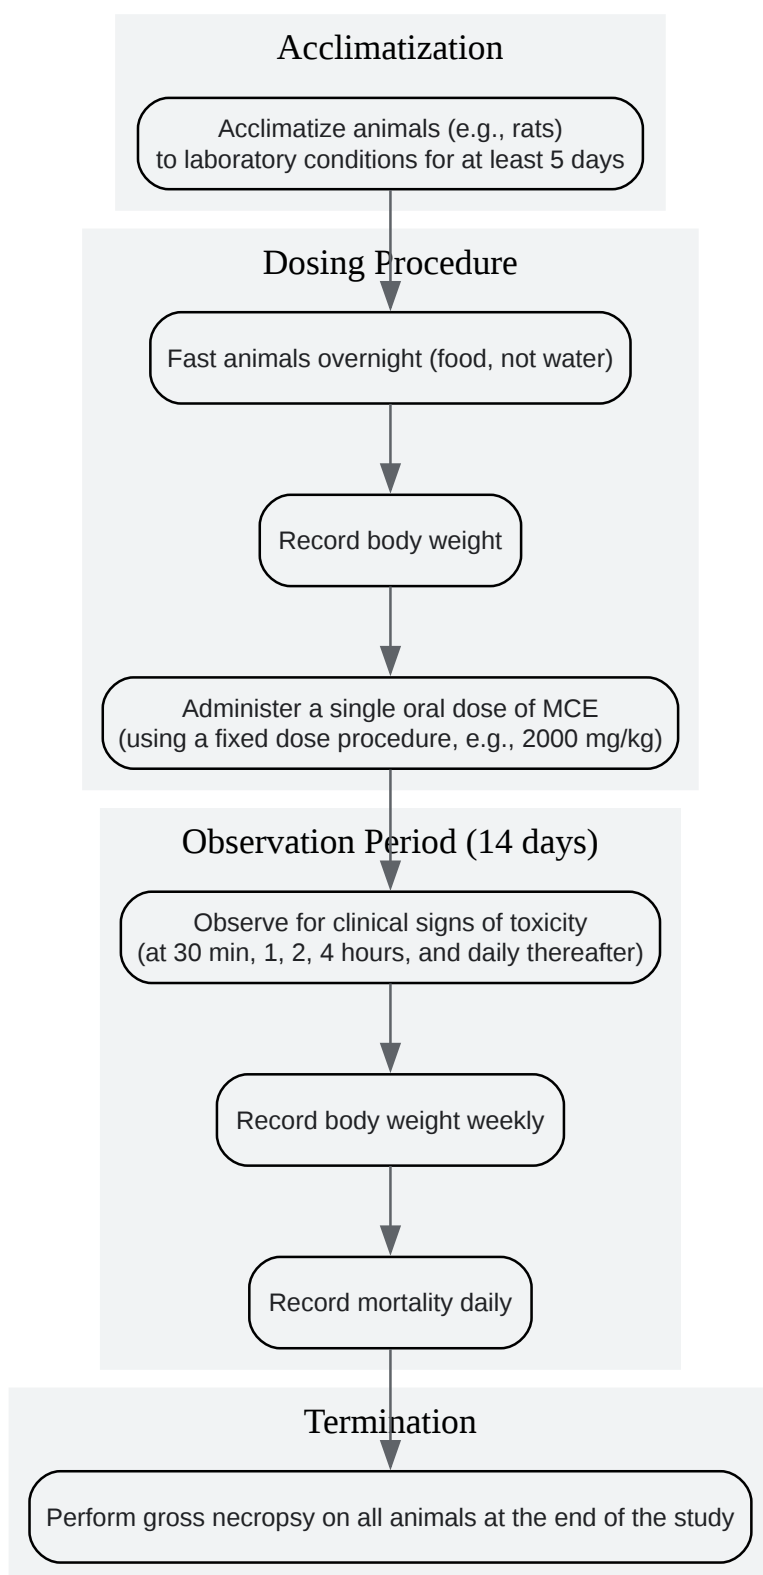 Acclimatization
Acclimatize animals (e.g., rats)
to laboratory conditions for at least 5 days
Dosing Procedure
Fast animals overnight (food, not water)
Record body weight
Administer a single oral dose of MCE
(using a fixed dose procedure, e.g., 2000 mg/kg)
Observation Period (14 days)
Observe for clinical signs of toxicity
(at 30 min, 1, 2, 4 hours, and daily thereafter)
Record body weight weekly
Record mortality daily
Termination
Perform gross necropsy on all animals at the end of the study